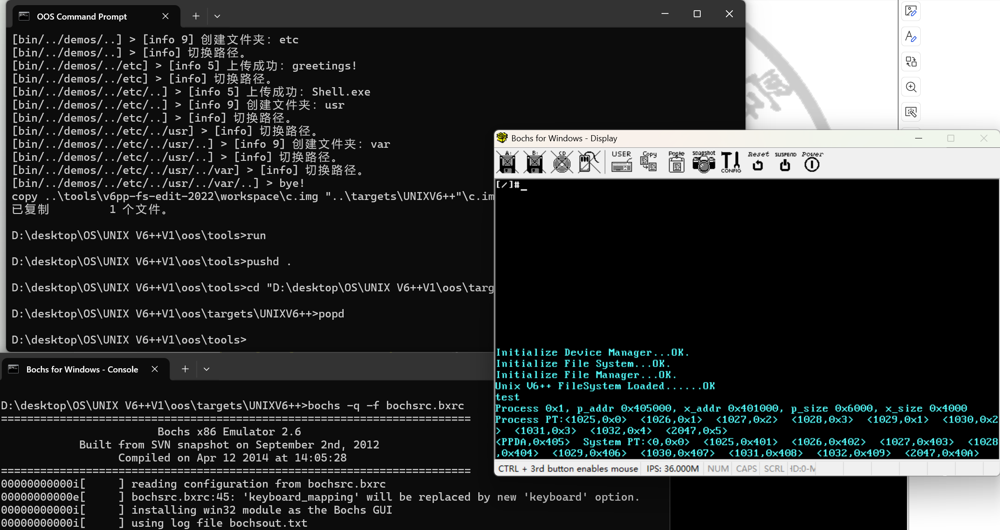 OOS Command Prompt
[bin/../demos/..] > [info 9] 创建文件夹: etc
[bin/../demos/..] > [info] 切换路径。
[bin/../demos/../etc] > [info 5] 上传成功: greetings!
[bin/../demos/../etc] > [info] 切换路径。
[bin/../demos/../etc/..] > [info 5] 上传成功: Shell.exe
[bin/../demos/../etc/..] > [info 9] 创建文件夹: usr
[bin/../demos/../etc/..] > [info] 切换路径。
[bin/../demos/../etc/../usr] > [info] 切换路径。
[bin/../demos/../etc/../usr/..] > [info 9] 创建文件夹: var
[bin/../demos/../etc/../usr/..] > [info] 切换路径。
[bin/../demos/../etc/../usr/../var] > [info] 切换路径。
[bin/../demos/../etc/../usr/../var/..] > bye!
copy ..\tools\v6pp-fs-edit-2022\workspace\c.img "..\targets\UNIXV6++"\c.im
已复制         1 个文件。
D:\desktop\OS\UNIX V6++V1\oos\tools>run
D:\desktop\OS\UNIX V6++V1\oos\tools>pushd .
D:\desktop\OS\UNIX V6++V1\oos\tools>cd "D:\desktop\OS\UNIX V6++V1\oos\targ
D:\desktop\OS\UNIX V6++V1\oos\targets\UNIXV6++>popd
D:\desktop\OS\UNIX V6++V1\oos\tools>
Bochs for Windows - Display
A: B: CD USER Copy Paste snapshot CONFIG Reset SUSPEND Power
[/]#_
Initialize Device Manager...OK.
Initialize File System...OK.
Initialize File Manager...OK.
Unix V6++ FileSystem Loaded......OK
test
Process 0x1, p_addr 0x405000, x_addr 0x401000, p_size 0x6000, x_size 0x4000
Process PT:<1025,0x0>  <1026,0x1>  <1027,0x2>  <1028,0x3>  <1029,0x1>  <1030,0x2
>  <1031,0x3>  <1032,0x4>  <2047,0x5>
<PPDA,0x405>  System PT:<0,0x0>  <1025,0x401>  <1026,0x402>  <1027,0x403>  <1028
,0x404>  <1029,0x406>  <1030,0x407>  <1031,0x408>  <1032,0x409>  <2047,0x40A>
CTRL + 3rd button enables mouse IPS: 36.000M NUM CAPS SCRL HD:0-M
Bochs for Windows - Console
D:\desktop\OS\UNIX V6++V1\oos\targets\UNIXV6++>bochs -q -f bochsrc.bxrc
========================================================================
Bochs x86 Emulator 2.6
Built from SVN snapshot on September 2nd, 2012
Compiled on Apr 12 2014 at 14:05:28
========================================================================
00000000000i[     ] reading configuration from bochsrc.bxrc
00000000000e[     ] bochsrc.bxrc:45: 'keyboard_mapping' will be replaced by new 'keyboard' option.
00000000000i[     ] installing win32 module as the Bochs GUI
00000000000i[     ] using log file bochsout.txt